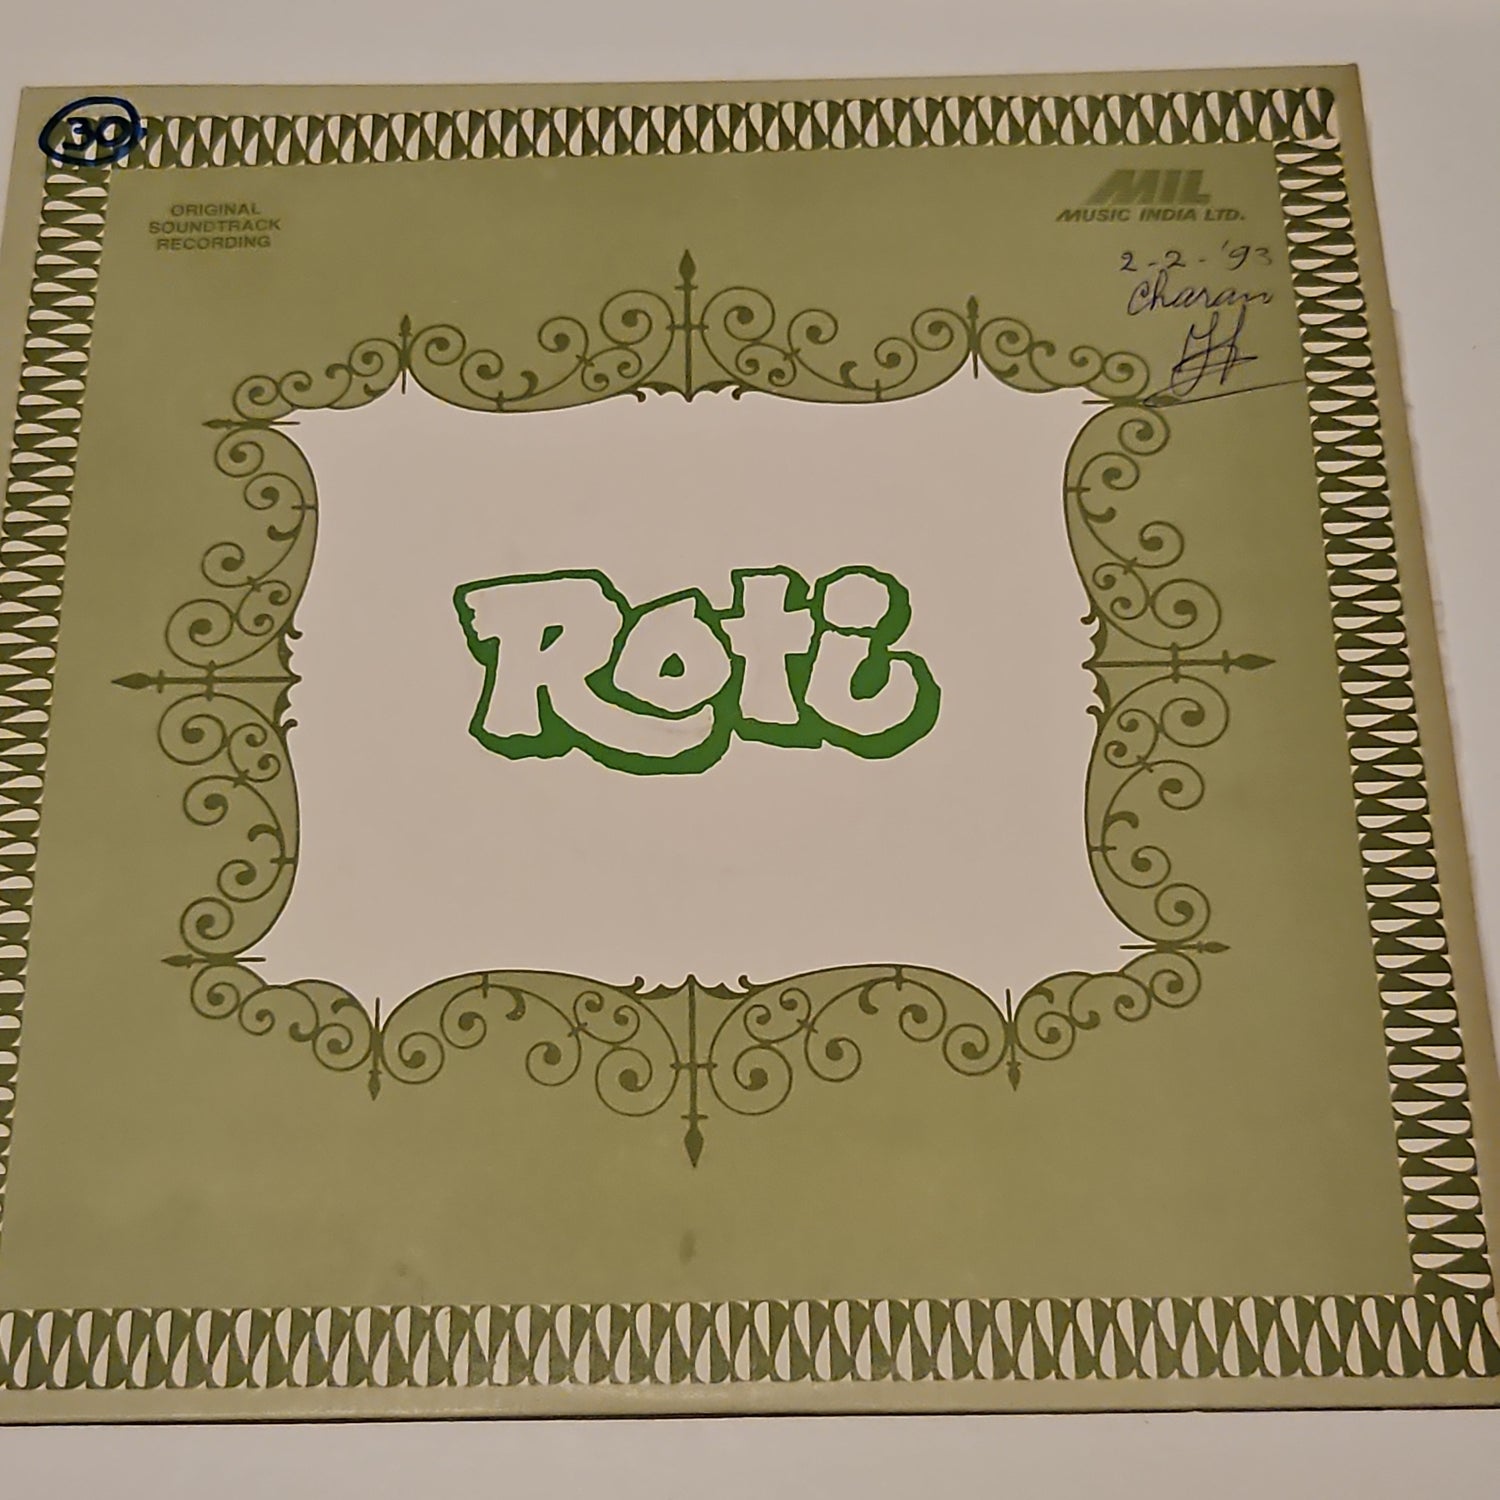 30
ORIGINAL
SOUNDTRACK
RECORDING
MIL
MUSIC INDIA LTD.
2-2-'93
Charan
Roti